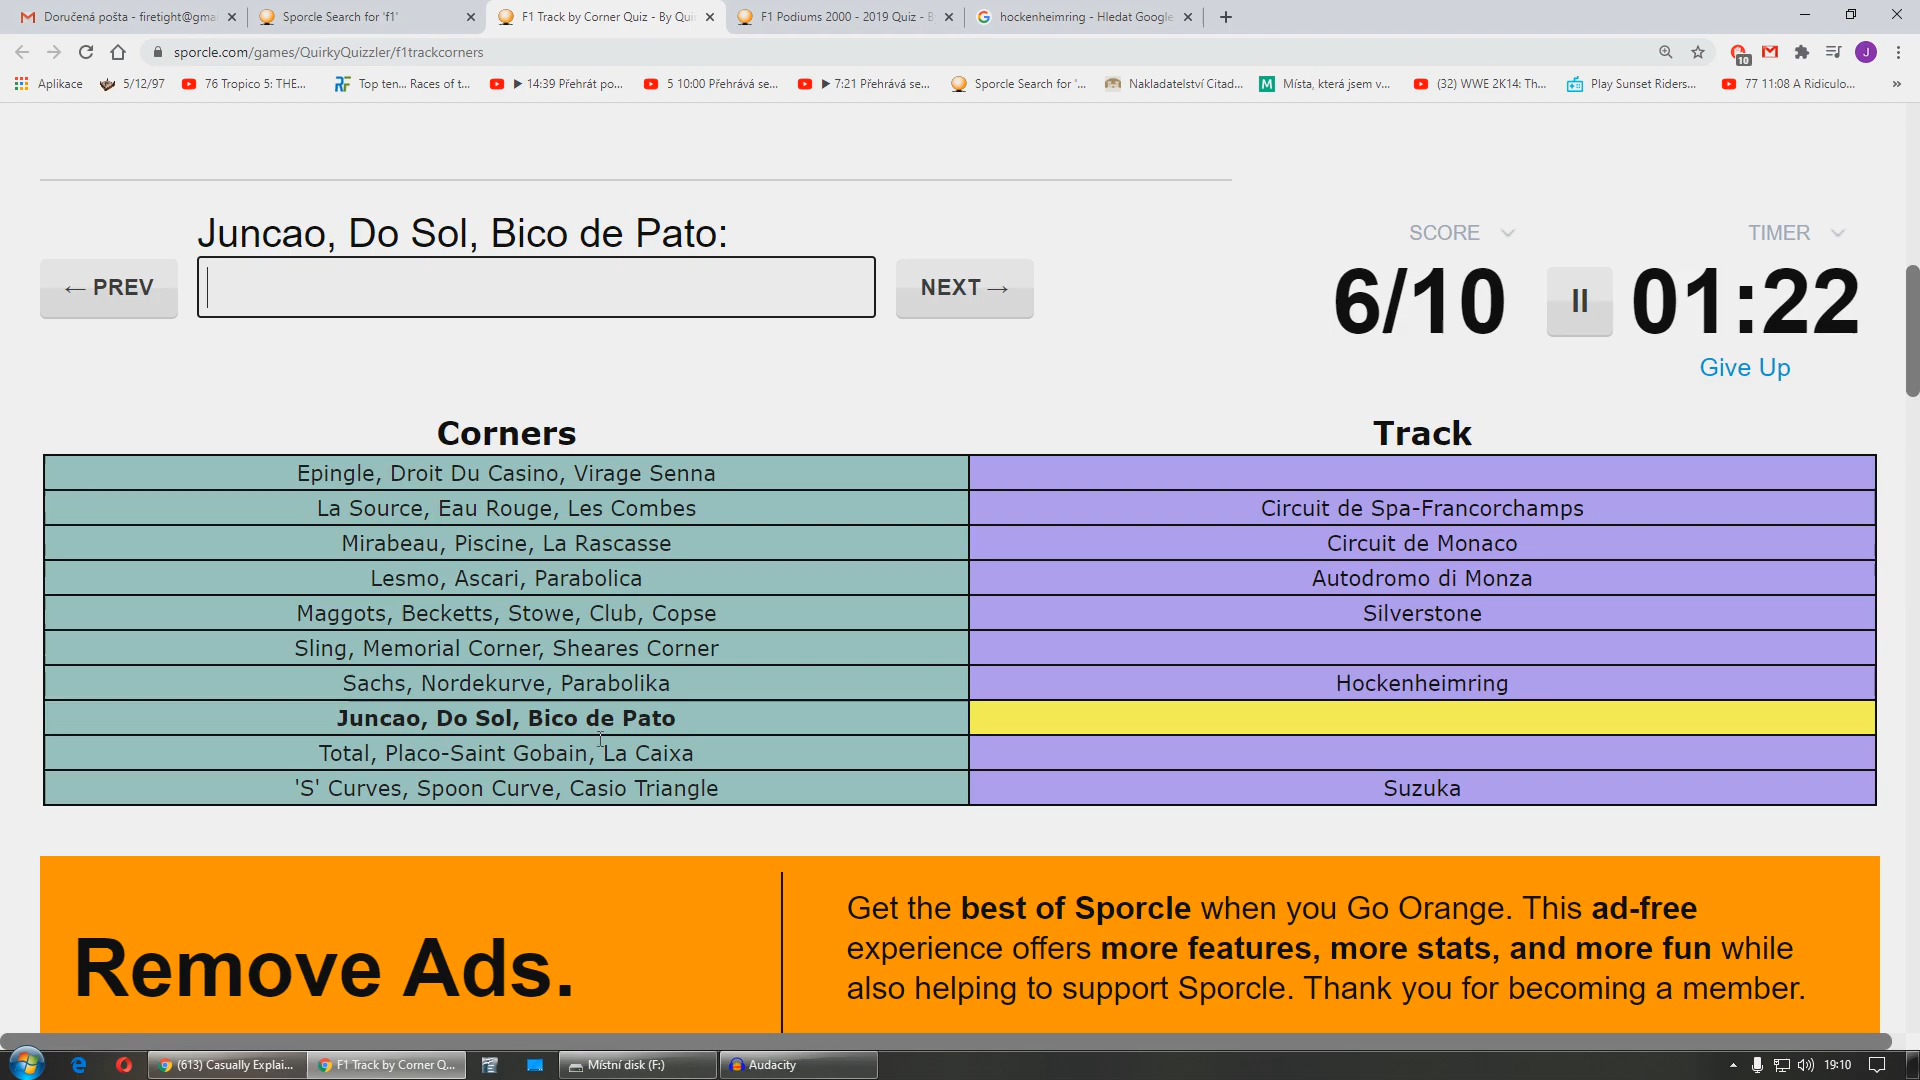 Doručená pošta - firetight@gma
Sporcle Search for 'f1'
F1 Track by Corner Quiz - By Qui
F1 Podiums 2000 - 2019 Quiz - B
hockenheimring - Hledat Google
sporcle.com/games/QuirkyQuizzler/f1trackcorners
10
J
Aplikace
5/12/97
76 Tropico 5: THE...
Top ten... Races of t...
▶ 14:39 Přehrát po...
5 10:00 Přehrává se...
▶ 7:21 Přehrává se...
Sporcle Search for '...
Nakladatelství Citad...
Místa, která jsem v...
(32) WWE 2K14: Th...
Play Sunset Riders...
77 11:08 A Ridiculo...
»
Juncao, Do Sol, Bico de Pato:
SCORE
TIMER
← PREV
NEXT →
6/10
01:22
Give Up
Corners
Track
Epingle, Droit Du Casino, Virage Senna
La Source, Eau Rouge, Les Combes
Circuit de Spa-Francorchamps
Mirabeau, Piscine, La Rascasse
Circuit de Monaco
Lesmo, Ascari, Parabolica
Autodromo di Monza
Maggots, Becketts, Stowe, Club, Copse
Silverstone
Sling, Memorial Corner, Sheares Corner
Sachs, Nordekurve, Parabolika
Hockenheimring
Juncao, Do Sol, Bico de Pato
Total, Placo-Saint Gobain, La Caixa
'S' Curves, Spoon Curve, Casio Triangle
Suzuka
Remove Ads.
Get the best of Sporcle when you Go Orange. This ad-free
experience offers more features, more stats, and more fun while
also helping to support Sporcle. Thank you for becoming a member.
(613) Casually Explai...
F1 Track by Corner Q...
Místní disk (F:)
Audacity
19:10